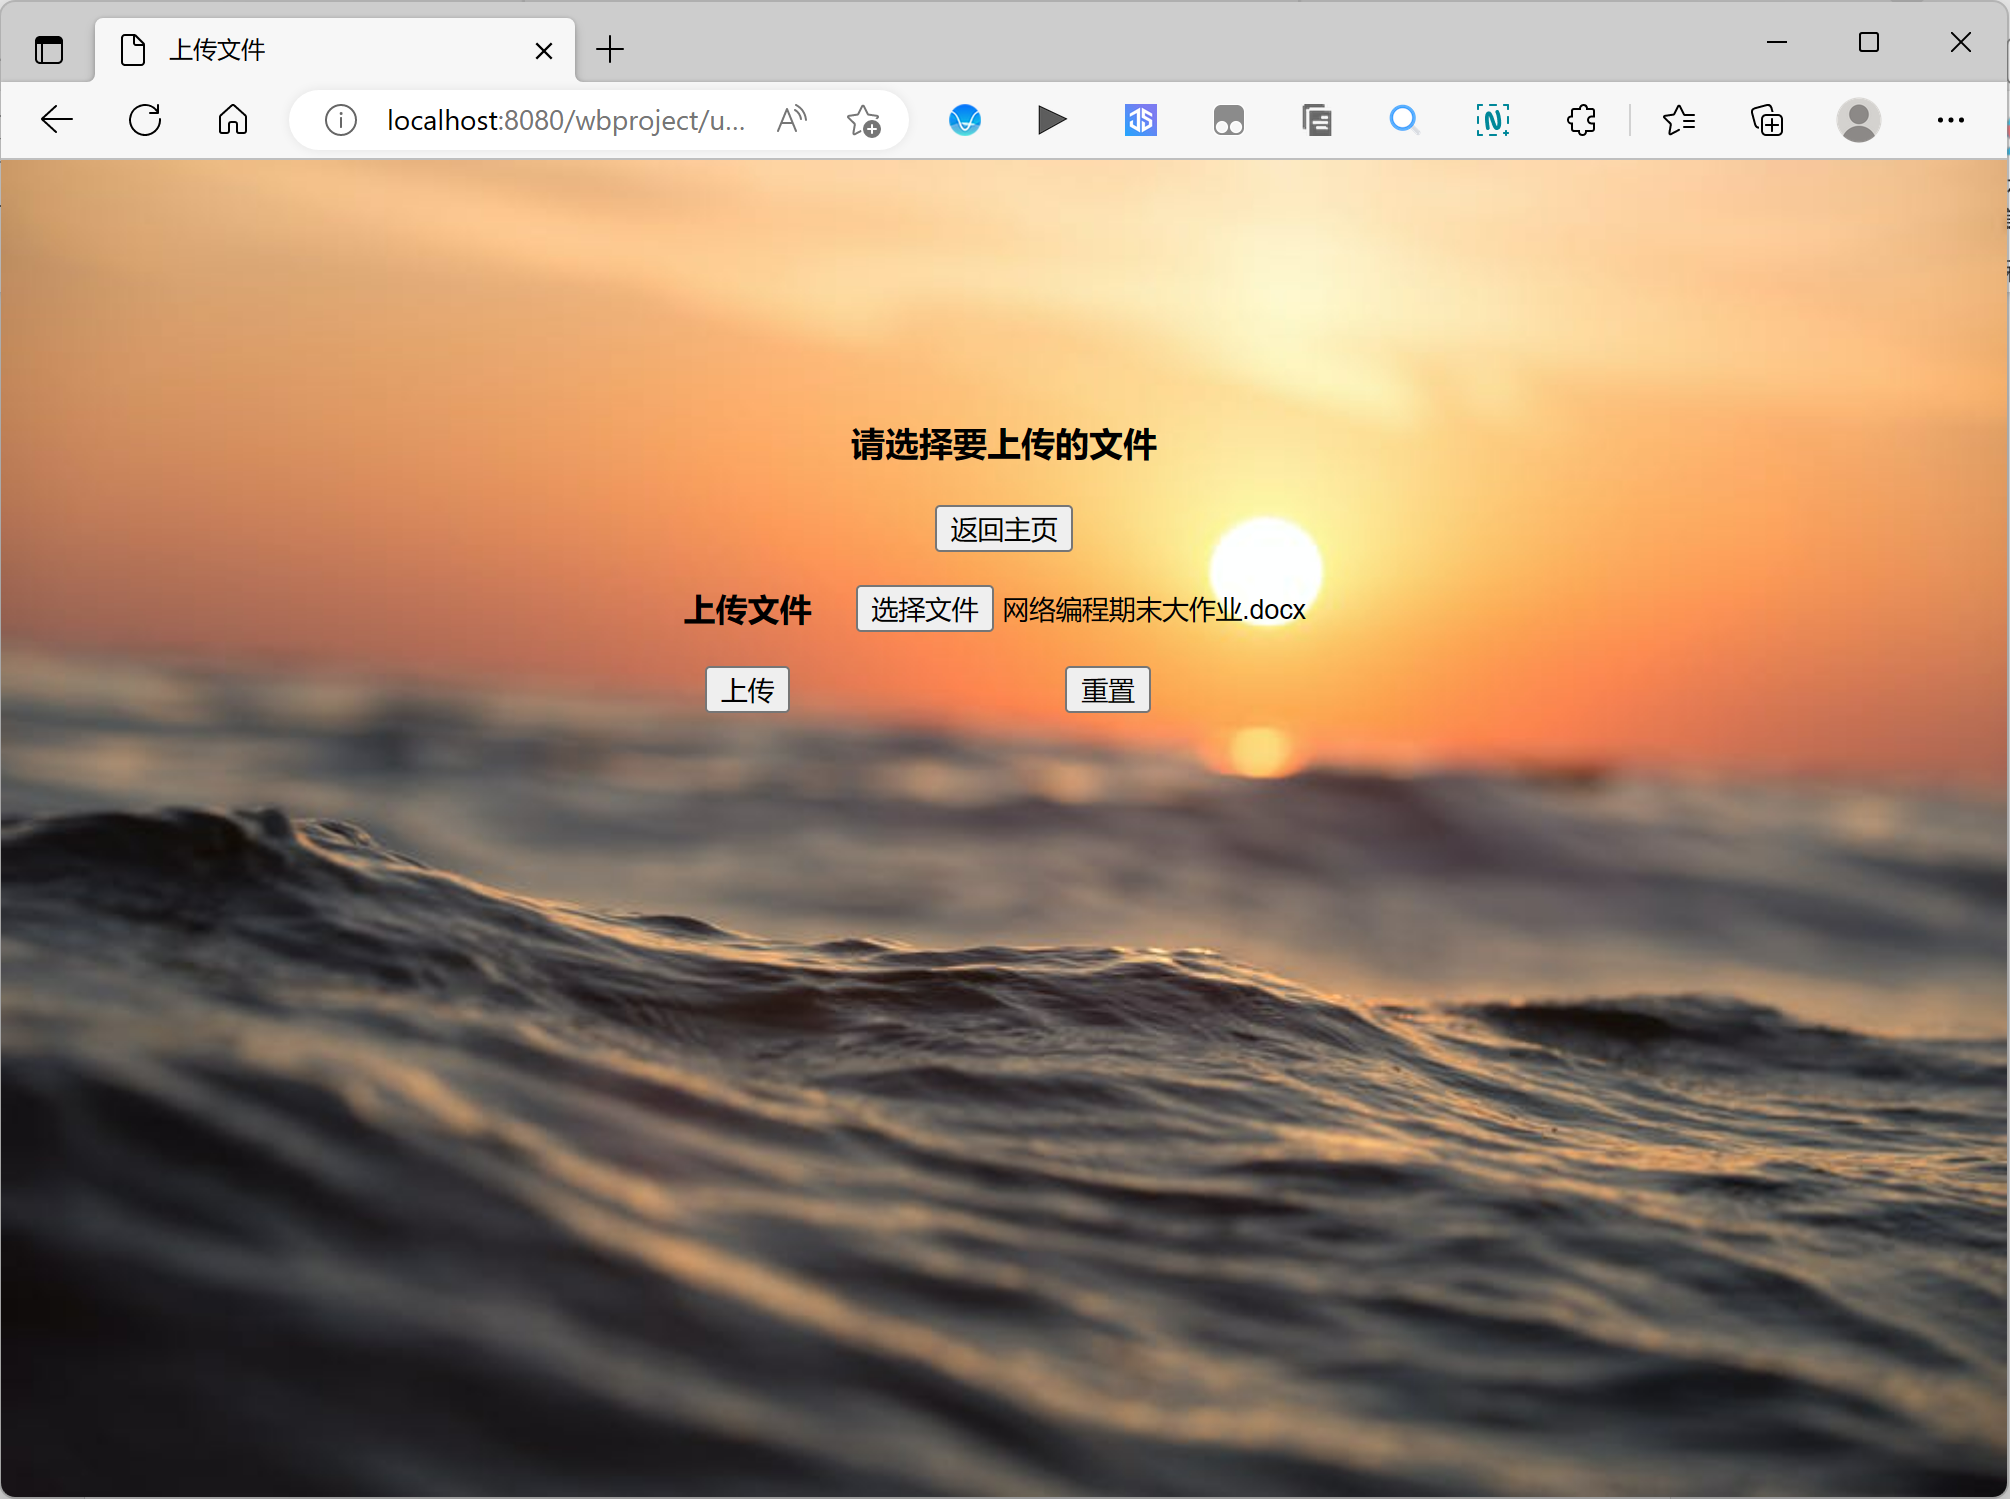 上传文件
localhost:8080/wbproject/u...
请选择要上传的文件
返回主页
上传文件 选择文件 网络编程期末大作业.docx
上传 重置